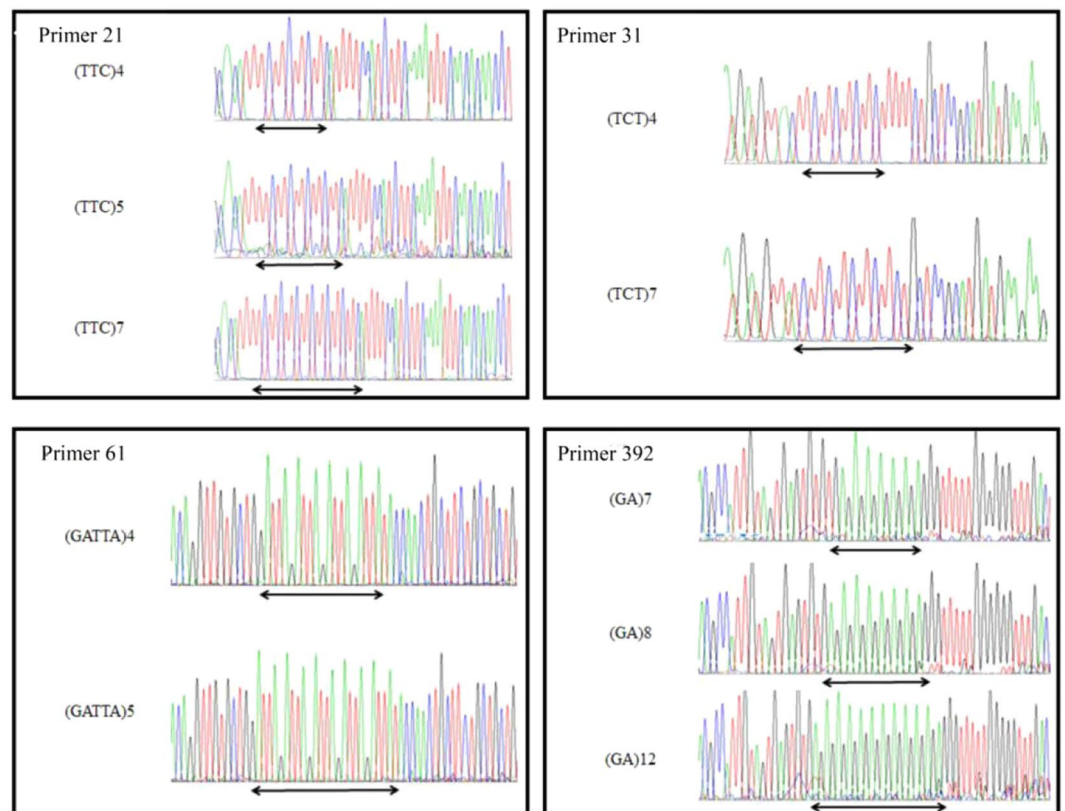 Primer 21
(TTC)4
(TTC)5
(TTC)7
Primer 31
(TCT)4
(TCT)7
Primer 61
(GATTA)4
(GATTA)5
Primer 392
(GA)7
(GA)8
(GA)12